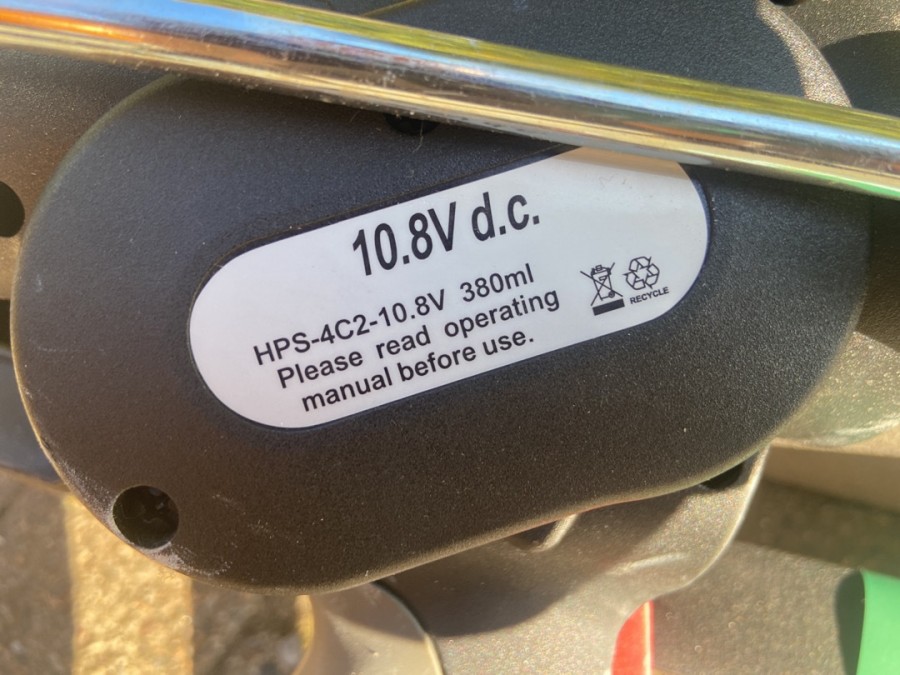 10.8V d.c.
HPS-4C2-10.8V 380ml
Please read operating
manual before use.
RECYCLE